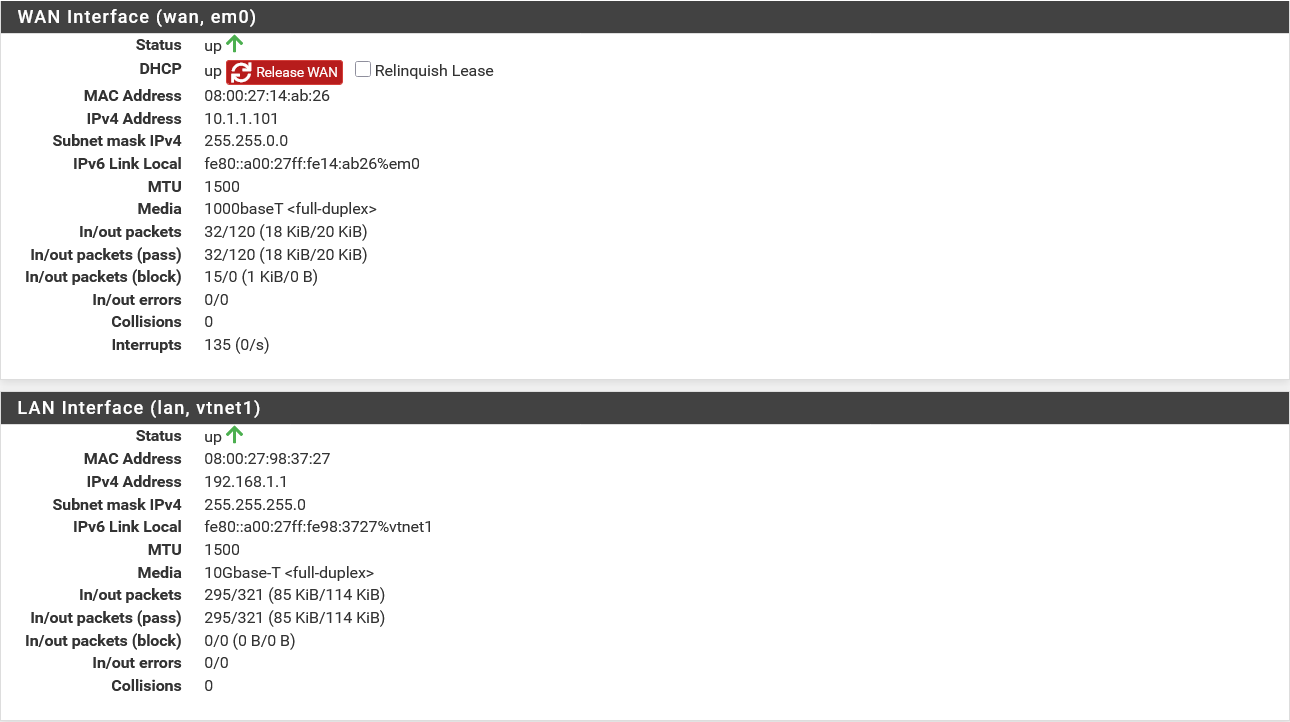 WAN Interface (wan, em0)
Status up
DHCP up Release WAN Relinquish Lease
MAC Address 08:00:27:14:ab:26
IPv4 Address 10.1.1.101
Subnet mask IPv4 255.255.0.0
IPv6 Link Local fe80::a00:27ff:fe14:ab26%em0
MTU 1500
Media 1000baseT <full-duplex>
In/out packets 32/120 (18 KiB/20 KiB)
In/out packets (pass) 32/120 (18 KiB/20 KiB)
In/out packets (block) 15/0 (1 KiB/0 B)
In/out errors 0/0
Collisions 0
Interrupts 135 (0/s)
LAN Interface (lan, vtnet1)
Status up
MAC Address 08:00:27:98:37:27
IPv4 Address 192.168.1.1
Subnet mask IPv4 255.255.255.0
IPv6 Link Local fe80::a00:27ff:fe98:3727%vtnet1
MTU 1500
Media 10Gbase-T <full-duplex>
In/out packets 295/321 (85 KiB/114 KiB)
In/out packets (pass) 295/321 (85 KiB/114 KiB)
In/out packets (block) 0/0 (0 B/0 B)
In/out errors 0/0
Collisions 0